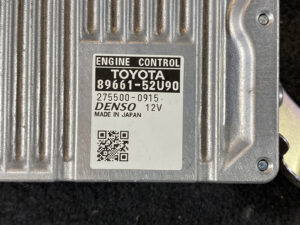 ENGINE CONTROL
TOYOTA
89661-52U90
275500-0915
DENSO 12V
MADE IN JAPAN